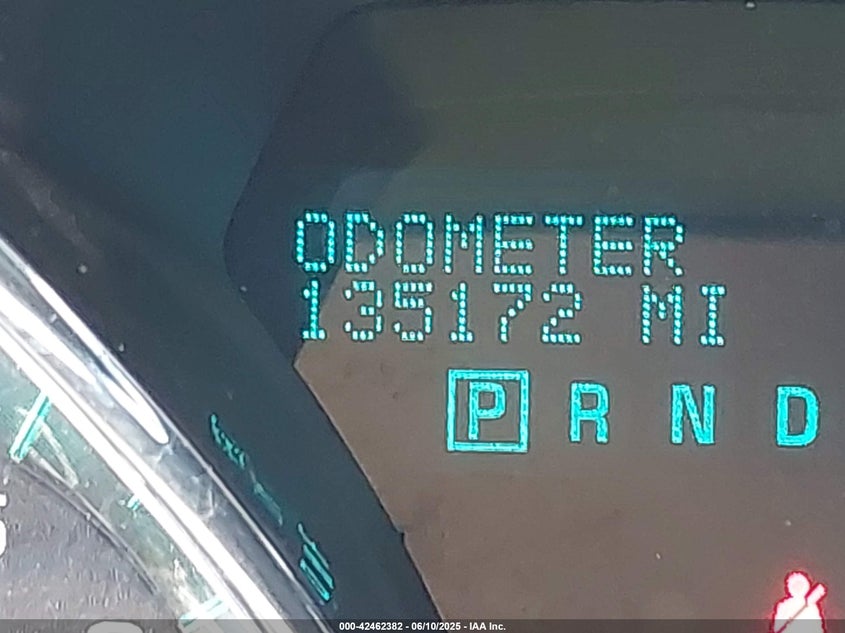 ODOMETER
135172 MI
P R N D
000-42462382 - 06/10/2025 - IAA Inc.